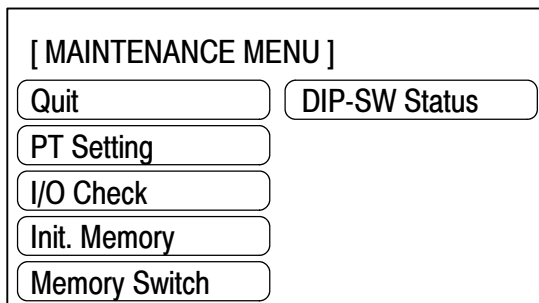 [ MAINTENANCE MENU ]
Quit
DIP-SW Status
PT Setting
I/O Check
Init. Memory
Memory Switch